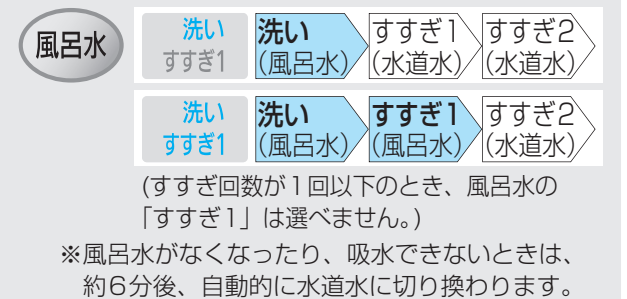 風呂水
洗い
すすぎ1
洗い
(風呂水)
すすぎ1
(水道水)
すすぎ2
(水道水)
洗い
すすぎ1
洗い
(風呂水)
すすぎ1
(風呂水)
すすぎ2
(水道水)
(すすぎ回数が1回以下のとき、風呂水の
「すすぎ1」は選べません。)
※風呂水がなくなったり、吸水できないときは、
約6分後、自動的に水道水に切り換わります。